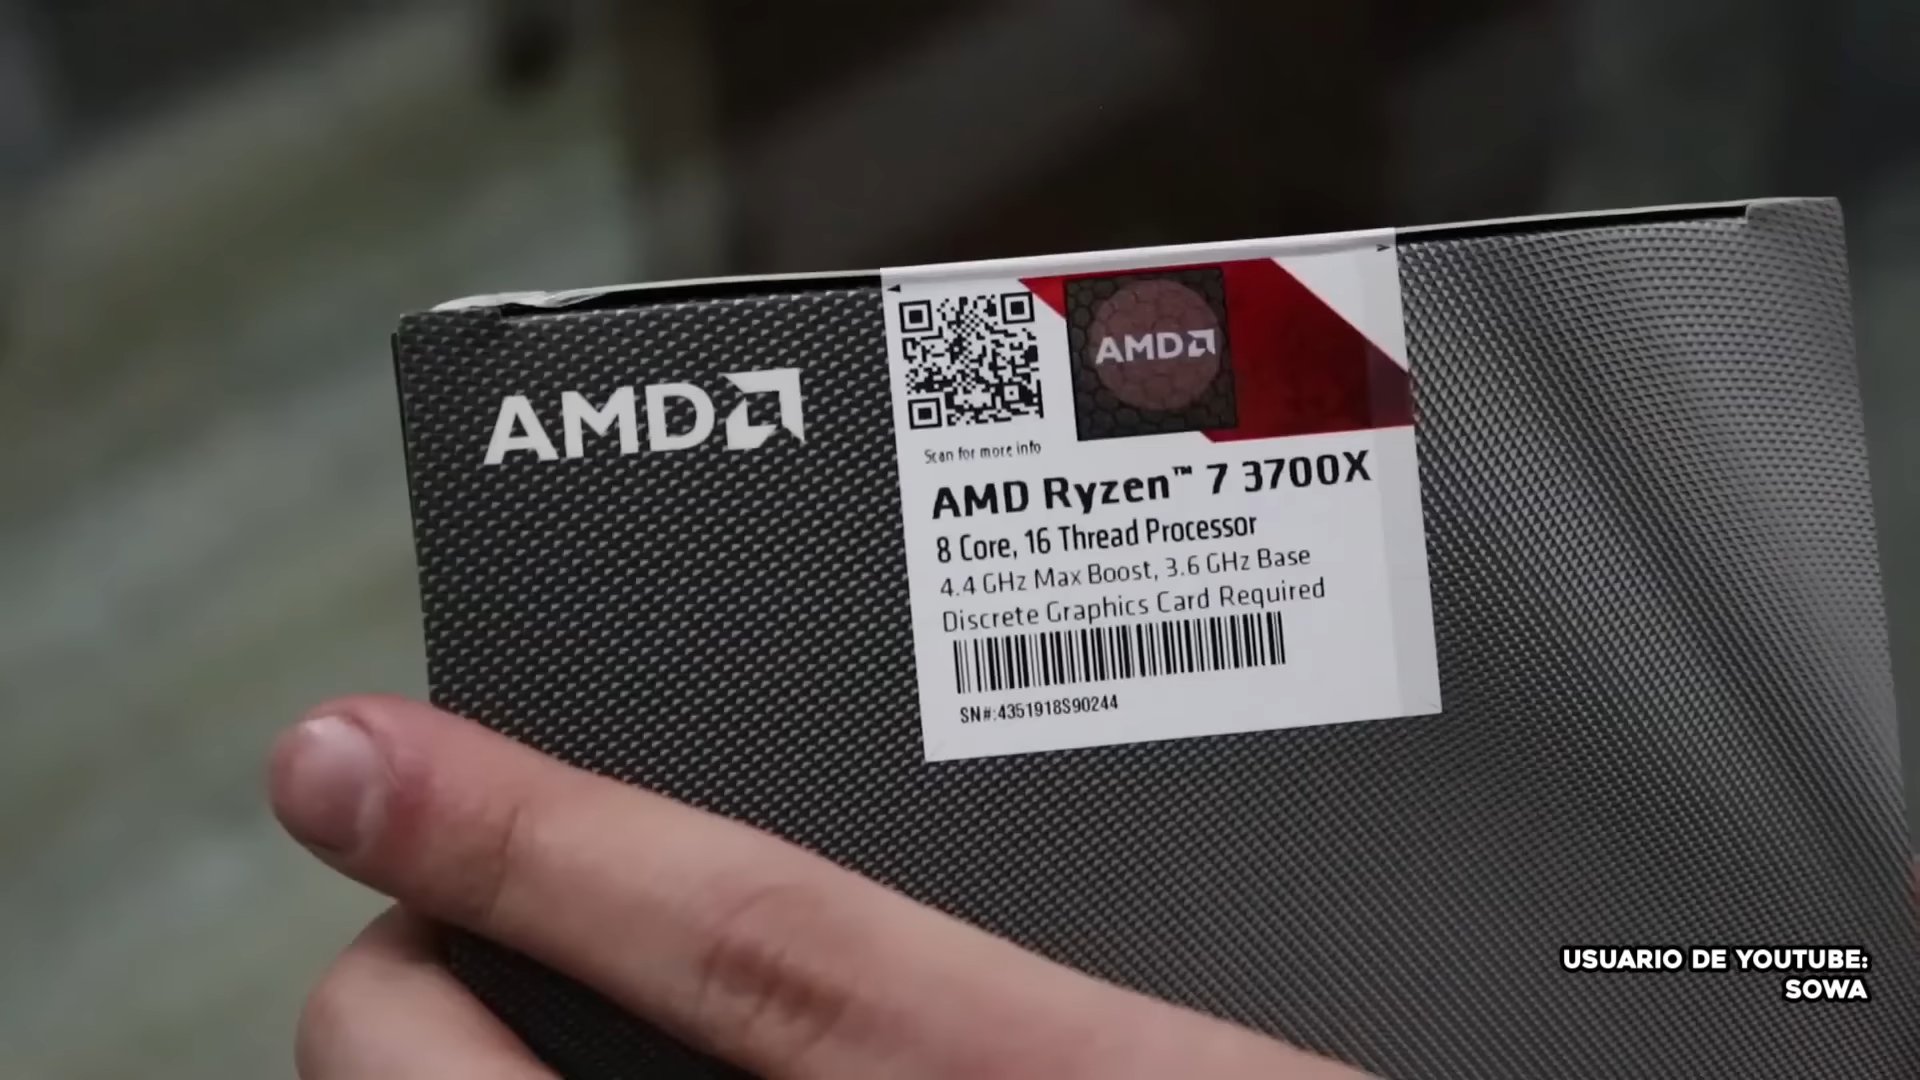 AMD
AMD
Scan for more info
AMD Ryzen™ 7 3700X
8 Core, 16 Thread Processor
4.4 GHz Max Boost, 3.6 GHz Base
Discrete Graphics Card Required
SN#:4351918S90244
USUARIO DE YOUTUBE:
SOWA